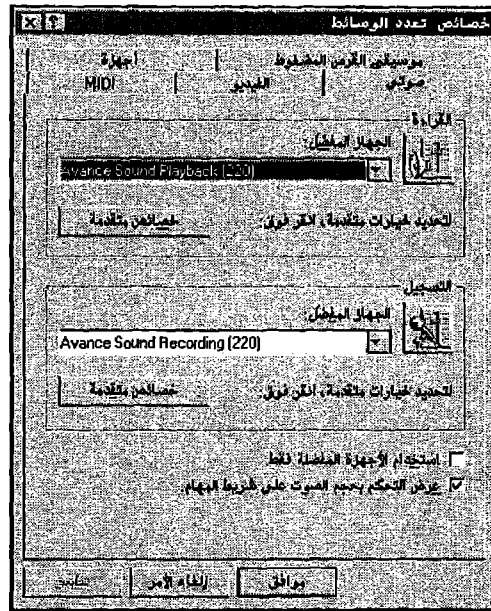 خصائص تعدد الوسائط
موسيقى القرص المضغوط
أجهزة
صوتي
الفيديو
MIDI
القراءة
الجهاز المفضل:
Avance Sound Playback (220)
لتحديد خيارات متقدمة، انقر فوق:
خصائص متقدمة
التسجيل
الجهاز المفضل:
Avance Sound Recording (220)
لتحديد خيارات متقدمة، انقر فوق:
خصائص متقدمة
استخدام الأجهزة المفضلة فقط
عرض التحكم بحجم الصوت على شريط المهام.
موافق
إلغاء الأمر